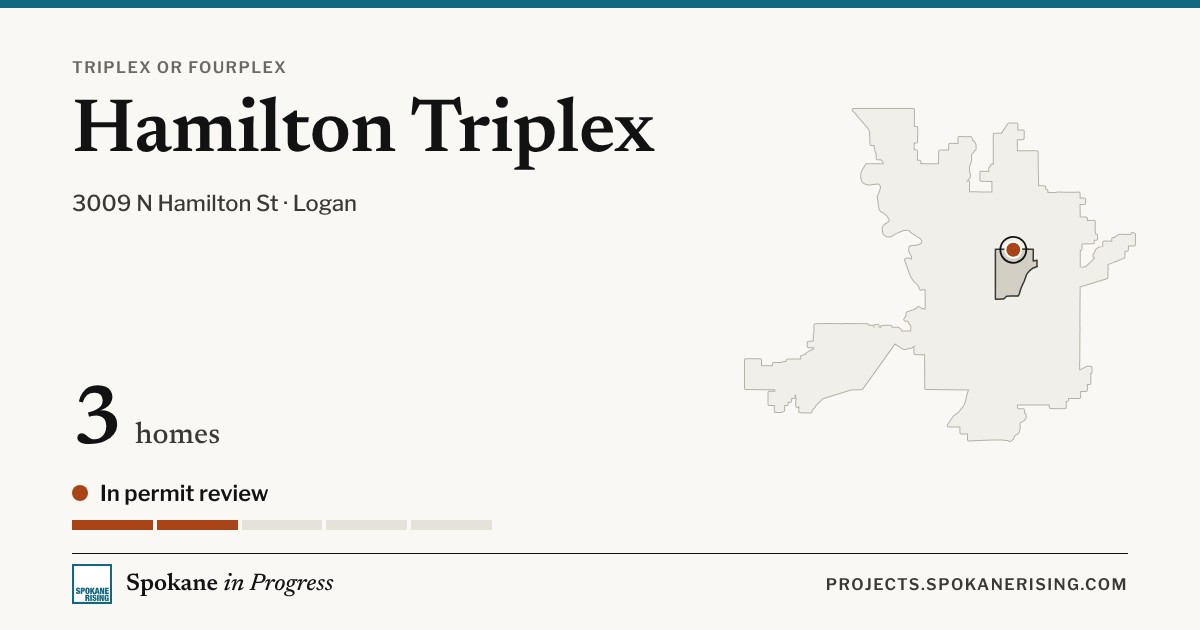 TRIPLEX OR FOURPLEX
Hamilton Triplex
3009 N Hamilton St · Logan
3 homes
In permit review
SPOKANE
RISING
Spokane in Progress
PROJECTS.SPOKANERISING.COM